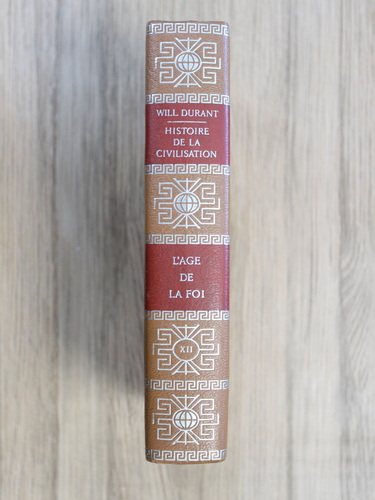 WILL DURANT
HISTOIRE
DE LA
CIVILISATION
L'AGE
DE
LA FOI
XII